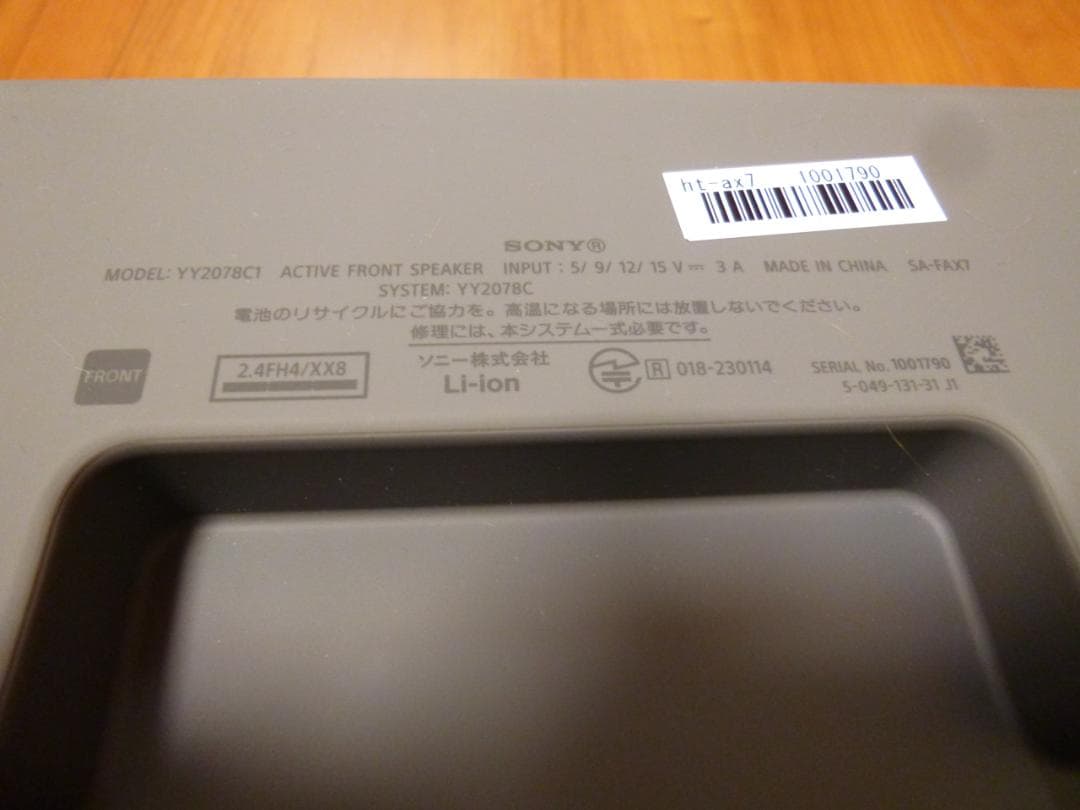 ht-ax7 1001790
SONY®
MODEL: YY2078C1 ACTIVE FRONT SPEAKER INPUT : 5/ 9/ 12/ 15 V⎓ 3 A MADE IN CHINA SA-FAX7
SYSTEM: YY2078C
電池のリサイクルにご協力を。高温になる場所には放置しないでください。
修理には、本システム一式必要です。
FRONT
2.4FH4/XX8
ソニー株式会社
Li-ion
R 018-230114
SERIAL No. 1001790
5-049-131-31 J1